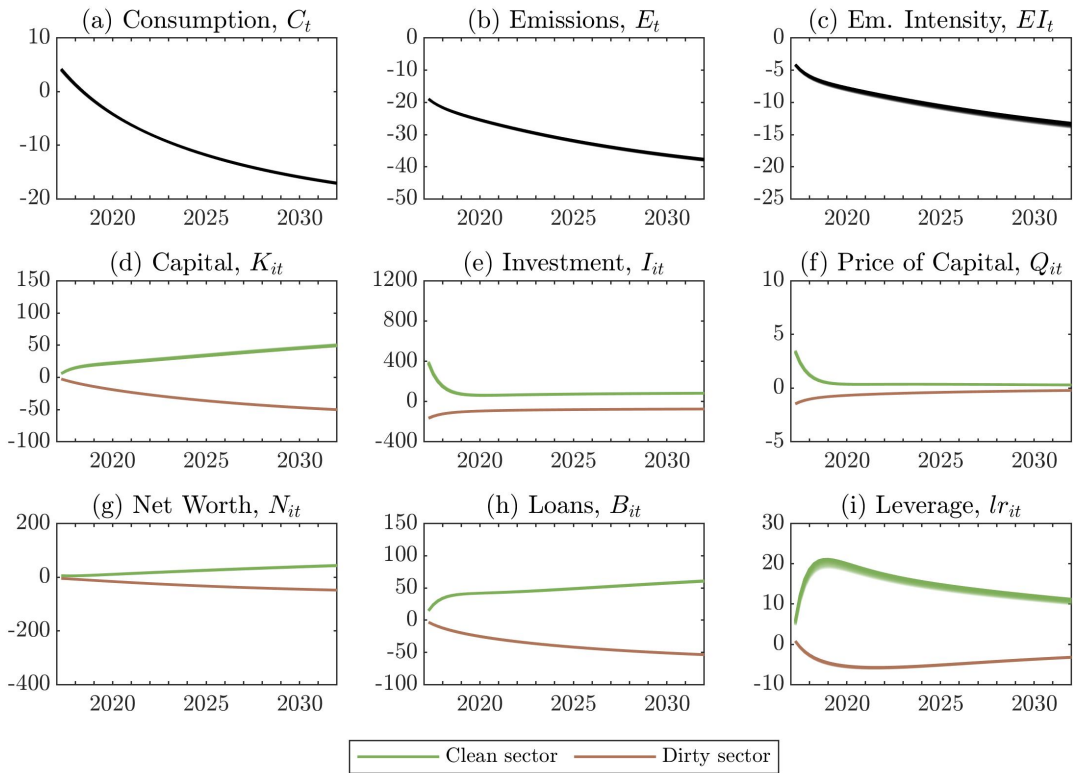 (a) Consumption, C_t
(b) Emissions, E_t
(c) Em. Intensity, EI_t
10
0
-10
-20
2020 2025 2030
0
-10
-20
-30
-40
-50
2020 2025 2030
0
-5
-10
-15
-20
-25
2020 2025 2030
(d) Capital, K_it
(e) Investment, I_it
(f) Price of Capital, Q_it
150
100
50
0
-50
-100
2020 2025 2030
1200
800
400
0
-400
2020 2025 2030
10
5
0
-5
2020 2025 2030
(g) Net Worth, N_it
(h) Loans, B_it
(i) Leverage, lr_it
200
0
-200
-400
2020 2025 2030
150
100
50
0
-50
-100
2020 2025 2030
30
20
10
0
-10
2020 2025 2030
Clean sector Dirty sector